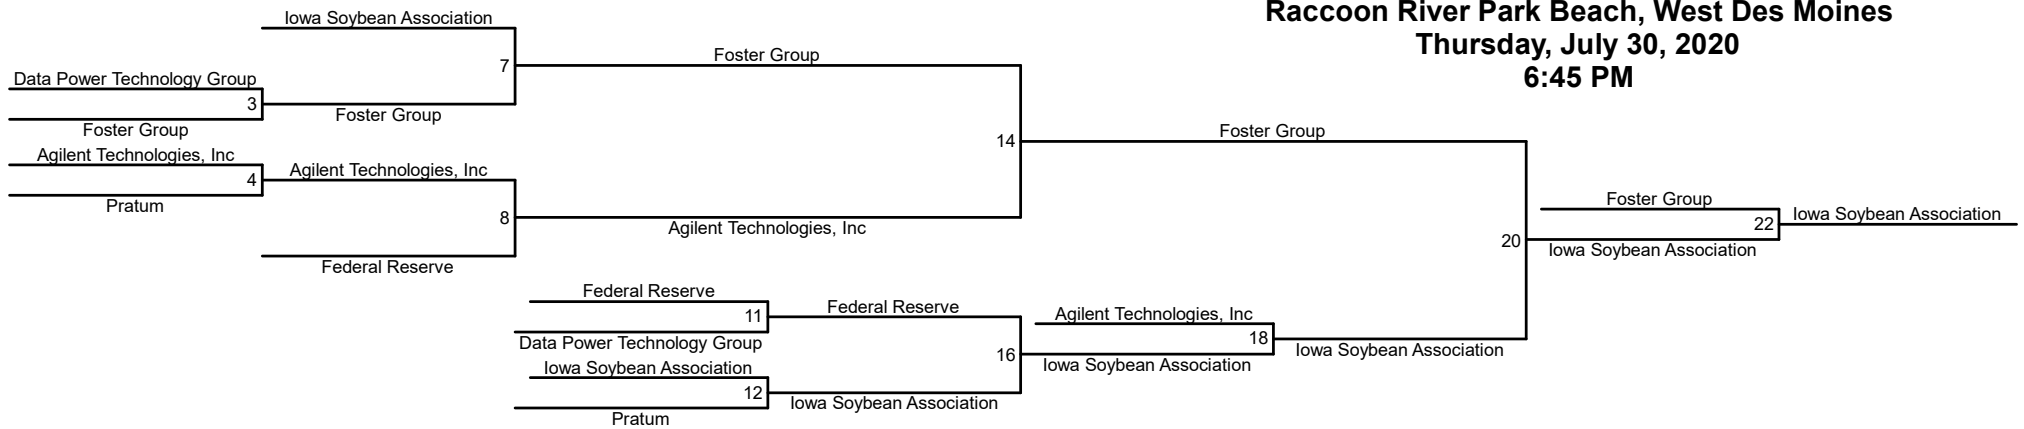 Raccoon River Park Beach, West Des Moines
Thursday, July 30, 2020
6:45 PM
Iowa Soybean Association
7
Foster Group
Data Power Technology Group
3
Foster Group
Foster Group
Agilent Technologies, Inc
4
Pratum
Agilent Technologies, Inc
8
Federal Reserve
Agilent Technologies, Inc
14
Foster Group
Federal Reserve
11
Data Power Technology Group
Federal Reserve
Iowa Soybean Association
12
Pratum
Iowa Soybean Association
16
Agilent Technologies, Inc
18
Iowa Soybean Association
Iowa Soybean Association
20
Foster Group
22
Iowa Soybean Association
Iowa Soybean Association